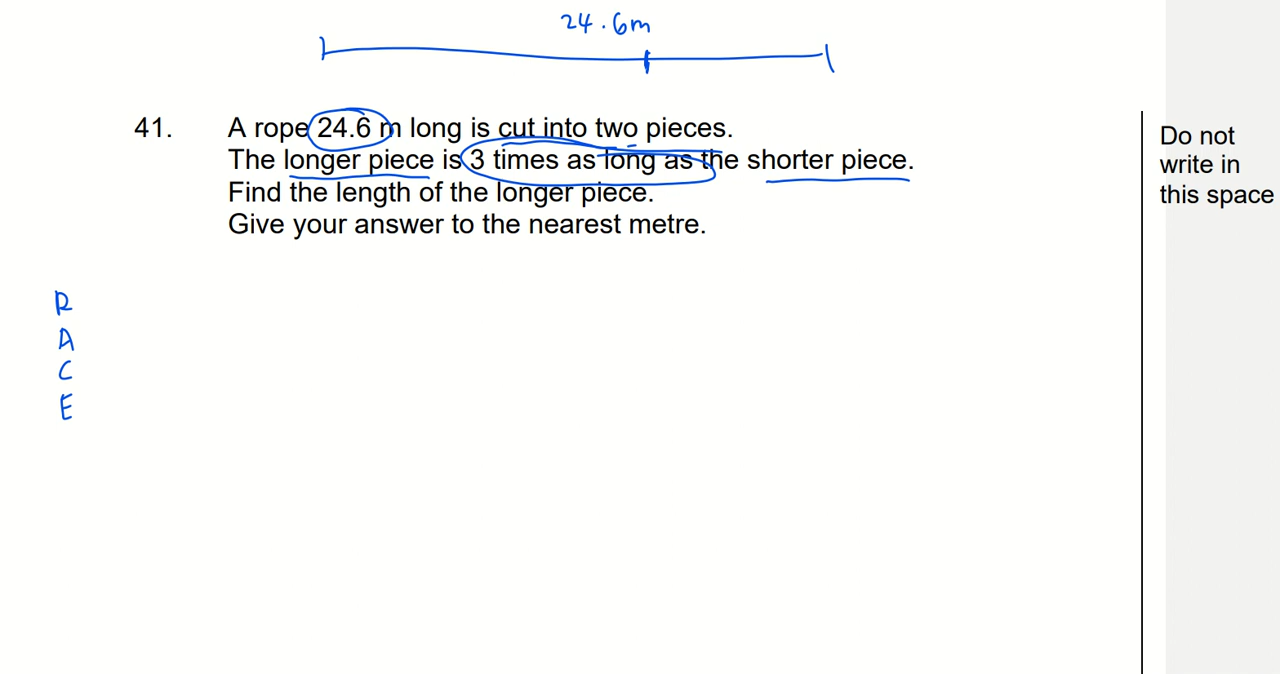 24.6m
41. A rope 24.6 m long is cut into two pieces.
The longer piece is 3 times as long as the shorter piece.
Find the length of the longer piece.
Give your answer to the nearest metre.
Do not
write in
this space
R
A
C
E